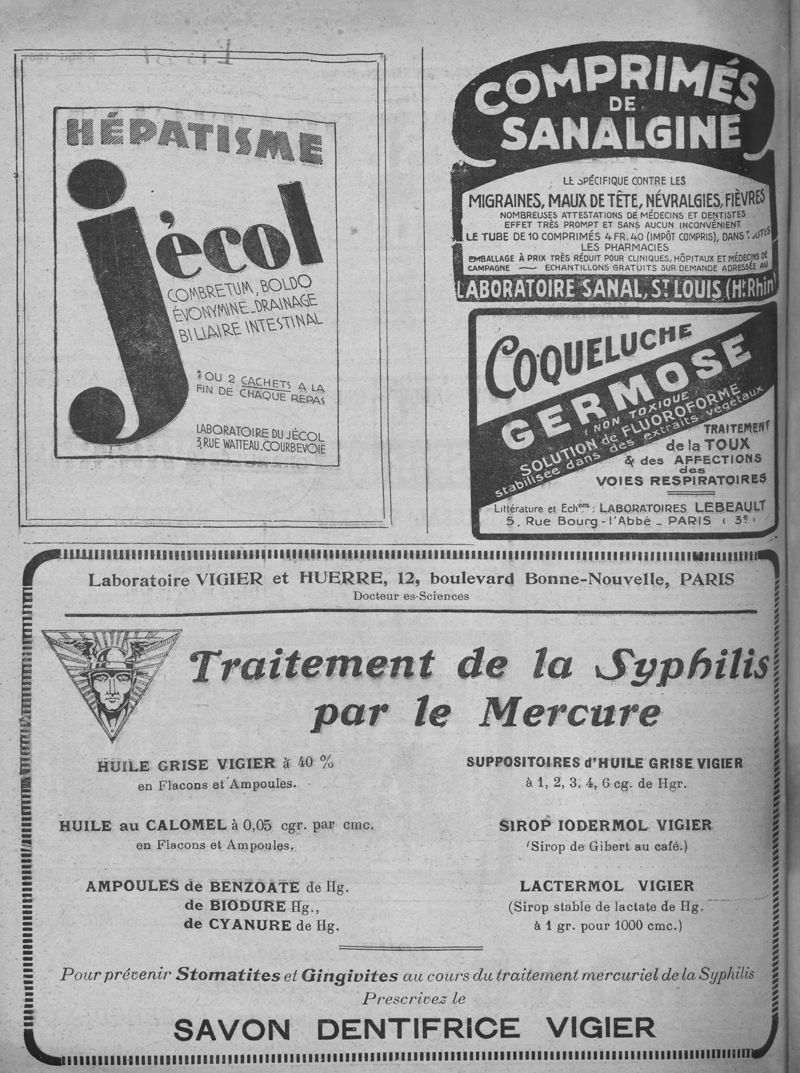 HÉPATISME
jécol
COMBRETUM, BOLDO
ÉVONYMINE_DRAINAGE
BILIAIRE INTESTINAL
1 OU 2 CACHETS A LA
FIN DE CHAQUE REPAS
LABORATOIRE DU JÉCOL
3, RUE WATTEAU_COURBEVOIE
COMPRIMÉS
DE
SANALGINE
LE SPÉCIFIQUE CONTRE LES
MIGRAINES, MAUX DE TÊTE, NÉVRALGIES, FIÈVRES
NOMBREUSES ATTESTATIONS DE MÉDECINS ET DENTISTES
EFFET TRÈS PROMPT ET SANS AUCUN INCONVÉNIENT
LE TUBE DE 10 COMPRIMÉS 4 FR. 40 (IMPÔT COMPRIS), DANS TOUTES
LES PHARMACIES
EMBALLAGE À PRIX TRÈS RÉDUIT POUR CLINIQUES, HÔPITAUX ET MÉDECINS DE
CAMPAGNE — ECHANTILLONS GRATUITS SUR DEMANDE ADRESSÉE AU
LABORATOIRE SANAL, St LOUIS (Ht Rhin)
COQUELUCHE
GERMOSE
(NON TOXIQUE)
SOLUTION de FLUOROFORME
stabilisée dans des extraits végétaux
TRAITEMENT
de la TOUX
& des AFFECTIONS
des
VOIES RESPIRATOIRES
Littérature et Echons : LABORATOIRES LEBEAULT
5, Rue Bourg-l'Abbè _ PARIS (3e)
Laboratoire VIGIER et HUERRE, 12, boulevard Bonne-Nouvelle, PARIS
Docteur es-Sciences
Traitement de la Syphilis
par le Mercure
HUILE GRISE VIGIER à 40 %
en Flacons et Ampoules.
HUILE au CALOMEL à 0,05 cgr. par cmc.
en Flacons et Ampoules.
AMPOULES de BENZOATE de Hg.
de BIODURE Hg.,
de CYANURE de Hg.
SUPPOSITOIRES d'HUILE GRISE VIGIER
à 1, 2, 3, 4, 6 cg. de Hgr.
SIROP IODERMOL VIGIER
(Sirop de Gibert au café.)
LACTERMOL VIGIER
(Sirop stable de lactate de Hg.
à 1 gr. pour 1000 cmc.)
Pour prévenir Stomatites et Gingivites au cours du traitement mercuriel de la Syphilis
Prescrivez le
SAVON DENTIFRICE VIGIER